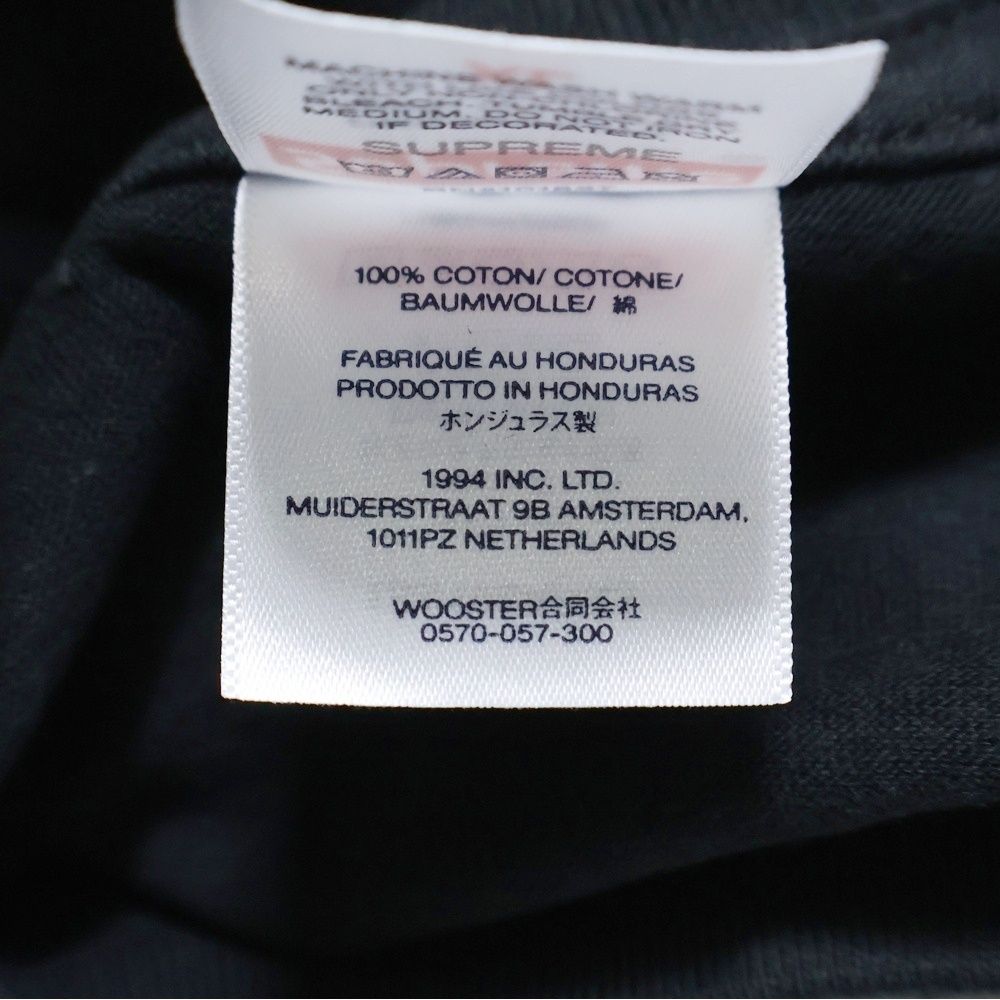 MEDIUM, DO NOT IRON
IF DECORATED.
SUPREME
100% COTON/ COTONE/
BAUMWOLLE/ 綿
FABRIQUÉ AU HONDURAS
PRODOTTO IN HONDURAS
ホンジュラス製
1994 INC. LTD.
MUIDERSTRAAT 9B AMSTERDAM,
1011PZ NETHERLANDS
WOOSTER合同会社
0570-057-300